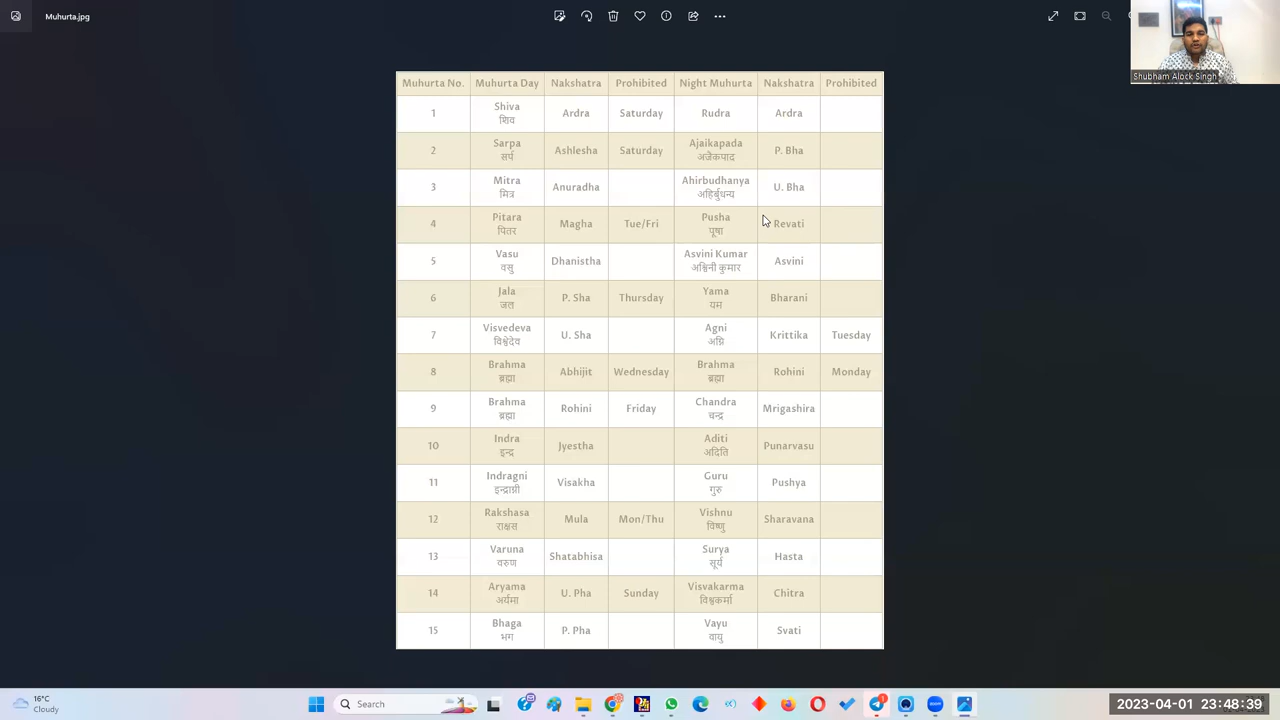 Muhurta.jpg
Shubham Alock Singh
Muhurta No. Muhurta Day Nakshatra Prohibited Night Muhurta Nakshatra Prohibited
1 Shiva शिव Ardra Saturday Rudra Ardra
2 Sarpa सर्प Ashlesha Saturday Ajaikapada अजैकपाद P. Bha
3 Mitra मित्र Anuradha Ahirbudhanya अहिर्बुधन्य U. Bha
4 Pitara पितर Magha Tue/Fri Pusha पूषा Revati
5 Vasu वसु Dhanistha Asvini Kumar अश्विनी कुमार Asvini
6 Jala जल P. Sha Thursday Yama यम Bharani
7 Visvedeva विश्वेदेव U. Sha Agni अग्नि Krittika Tuesday
8 Brahma ब्रह्मा Abhijit Wednesday Brahma ब्रह्मा Rohini Monday
9 Brahma ब्रह्मा Rohini Friday Chandra चन्द्र Mrigashira
10 Indra इन्द्र Jyestha Aditi अदिति Punarvasu
11 Indragni इन्द्राग्नी Visakha Guru गुरु Pushya
12 Rakshasa राक्षस Mula Mon/Thu Vishnu विष्णु Sharavana
13 Varuna वरुण Shatabhisa Surya सूर्य Hasta
14 Aryama अर्यमा U. Pha Sunday Visvakarma विश्वकर्मा Chitra
15 Bhaga भग P. Pha Vayu वायु Svati
16°C
Cloudy
Search
2023-04-01 23:48:39